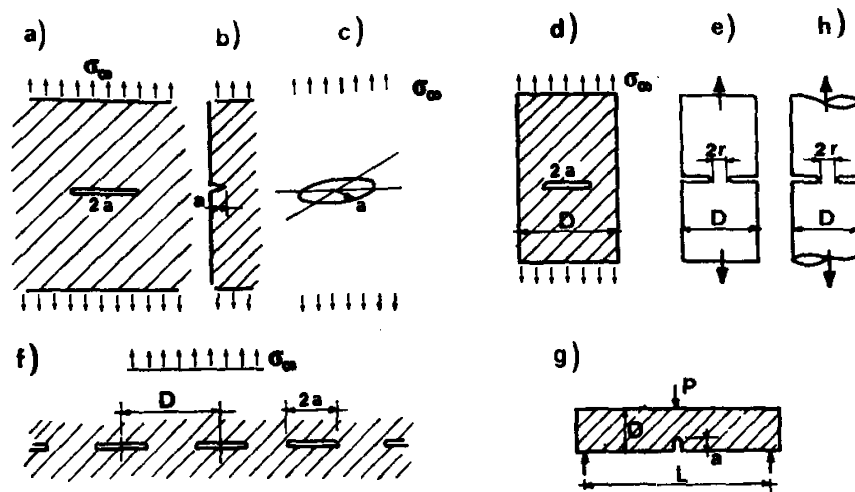 a) b) c) d) e) h)
σ∞ σ∞ σ∞
2a a a 2a 2r 2r
D D D
f) σ∞ g)
D 2a P
D a
L